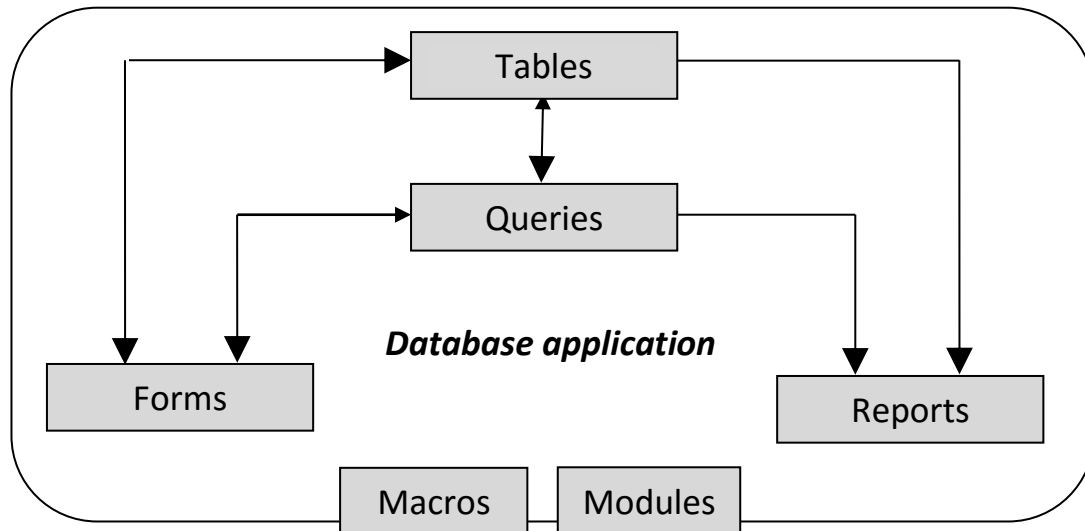 Tables
Queries
Database application
Forms
Reports
Macros
Modules